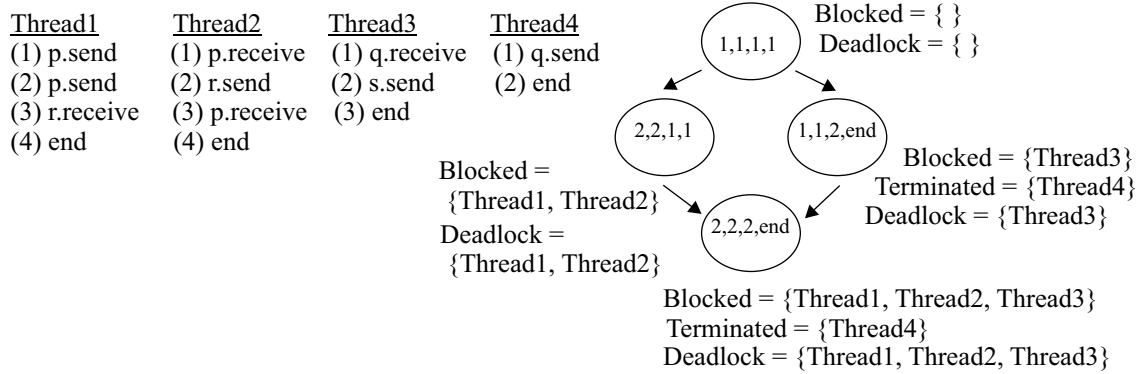 Thread1
(1) p.send
(2) p.send
(3) r.receive
(4) end
Thread2
(1) p.receive
(2) r.send
(3) p.receive
(4) end
Thread3
(1) q.receive
(2) s.send
(3) end
Thread4
(1) q.send
(2) end
1,1,1,1
Blocked = { }
Deadlock = { }
2,2,1,1
Blocked =
{Thread1, Thread2}
Deadlock =
{Thread1, Thread2}
1,1,2,end
Blocked = {Thread3}
Terminated = {Thread4}
Deadlock = {Thread3}
2,2,2,end
Blocked = {Thread1, Thread2, Thread3}
Terminated = {Thread4}
Deadlock = {Thread1, Thread2, Thread3}